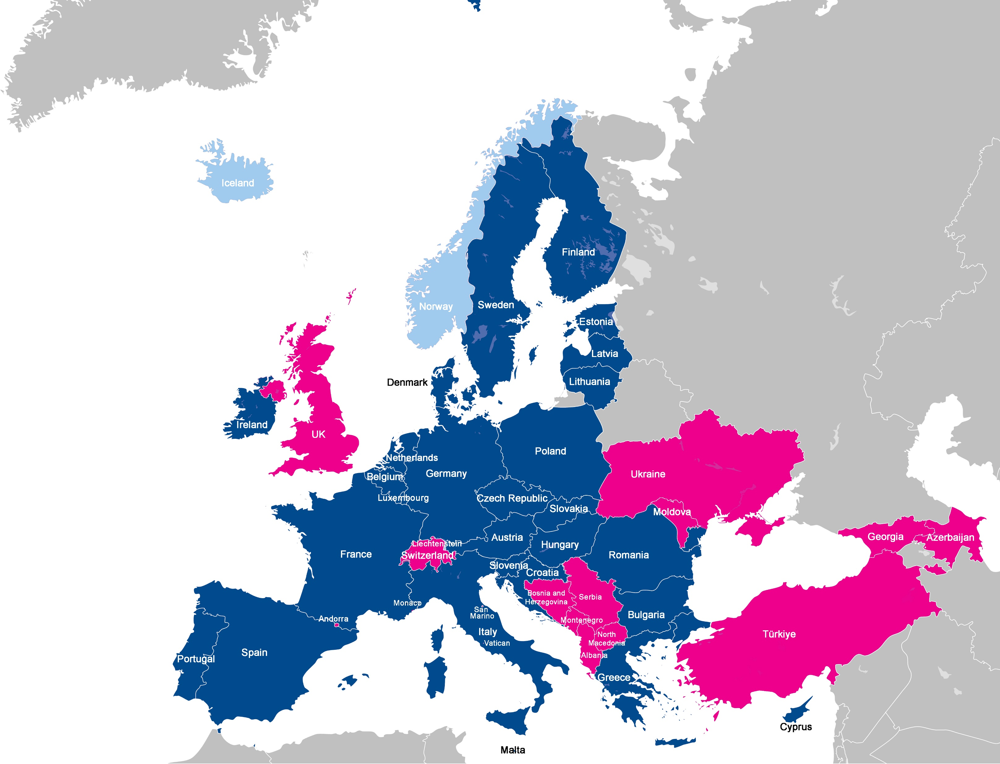 Iceland
Finland
Norway
Sweden
Estonia
Latvia
Denmark
Lithuania
Ireland
UK
Poland
Netherlands
Germany
Belgium
Ukraine
Luxembourg
Czech Republic
Slovakia
Moldova
Austria
Liechtenstein
Georgia
Azerbaijan
Hungary
France
Switzerland
Romania
Slovenia
Croatia
Bosnia and
Herzegovina
Serbia
Monaco
San
Marino
Bulgaria
Andorra
Montenegro
Italy
Türkiye
North
Macedonia
Vatican
Spain
Albania
Portugal
Greece
Cyprus
Malta